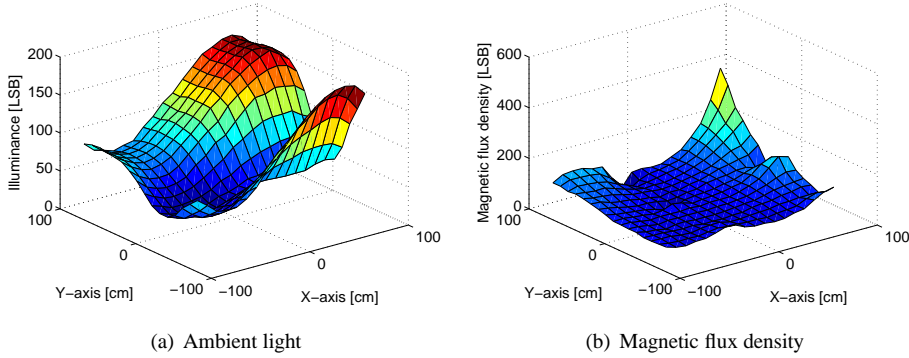 200
150
100
50
0
Illuminance [LSB]
100
0
−100
Y−axis [cm]
−100
0
100
X−axis [cm]
(a) Ambient light
600
400
200
0
Magnetic flux density [LSB]
100
0
−100
Y−axis [cm]
−100
0
100
X−axis [cm]
(b) Magnetic flux density